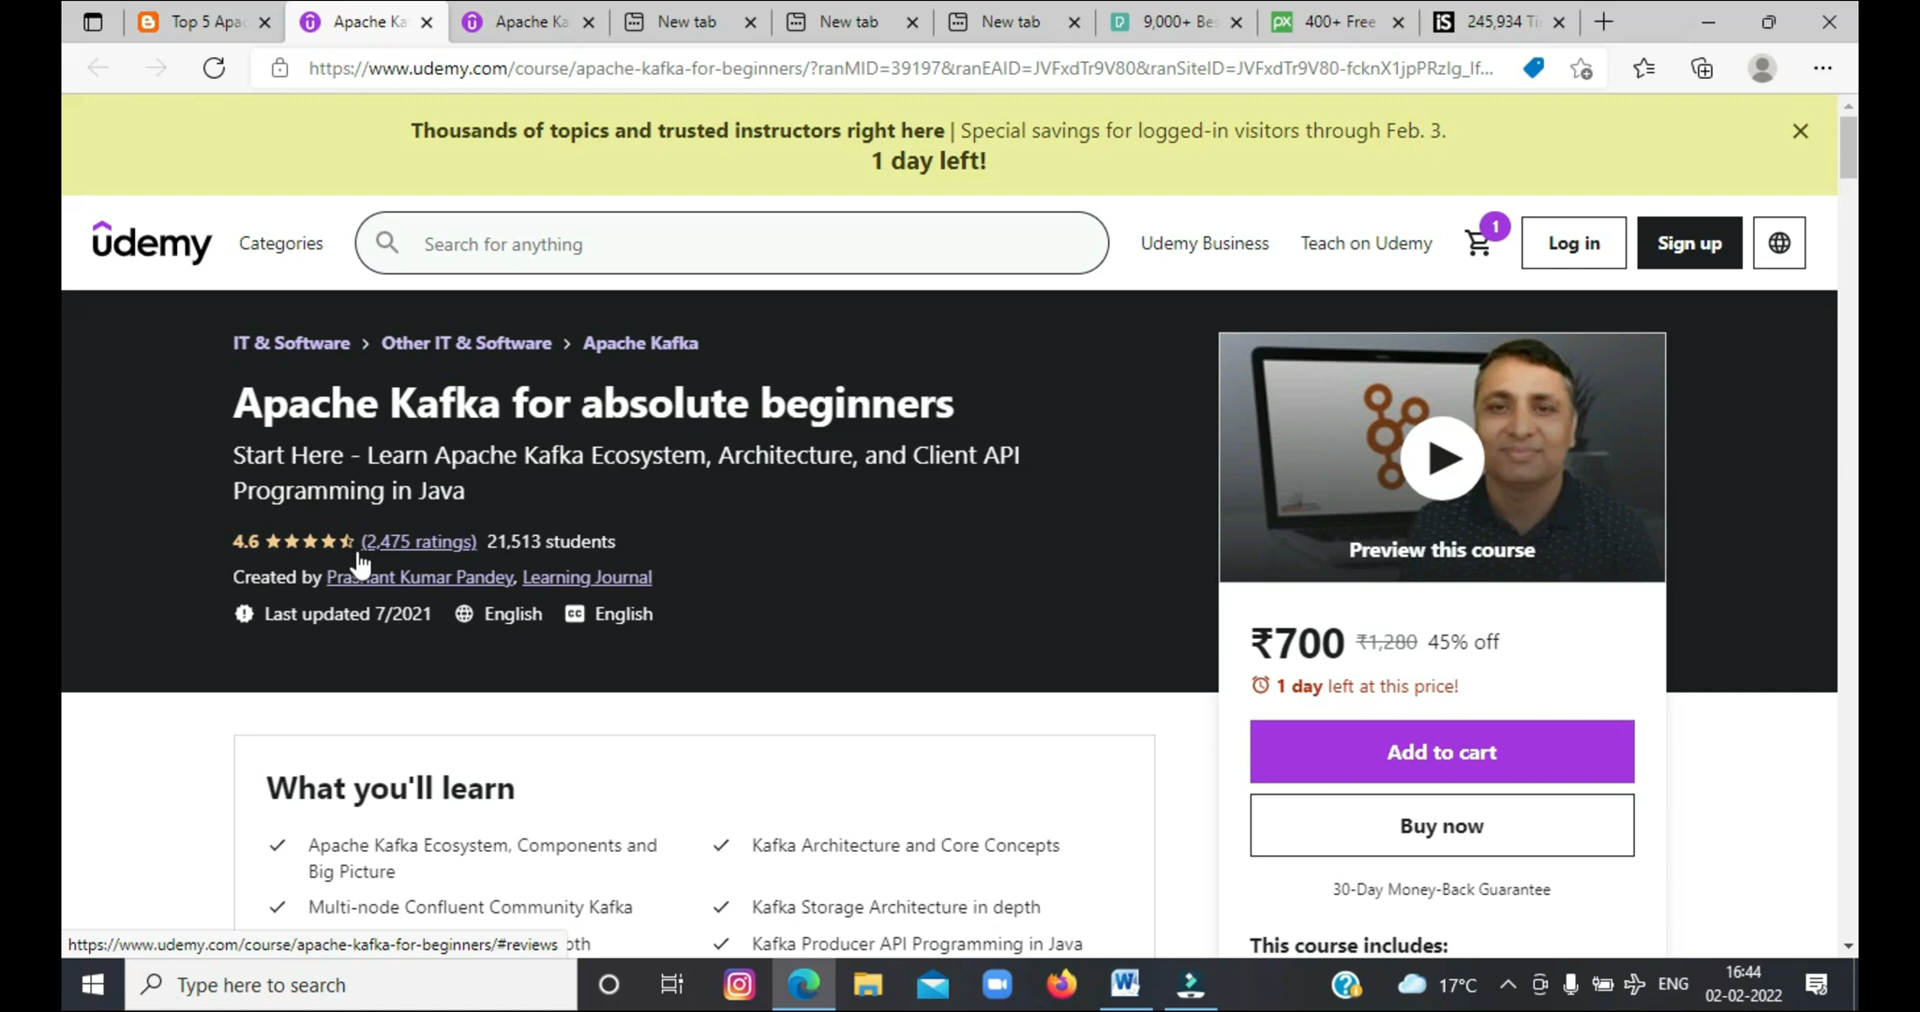 Top 5 Apac
Apache Ka
Apache Ka
New tab
New tab
New tab
9,000+ Bes
400+ Free
iS
245,934 Ti
https://www.udemy.com/course/apache-kafka-for-beginners/?ranMID=39197&ranEAID=JVFxdTr9V80&ranSiteID=JVFxdTr9V80-fcknX1jpPRzIg_If...
Thousands of topics and trusted instructors right here | Special savings for logged-in visitors through Feb. 3.
1 day left!
udemy
Categories
Search for anything
Udemy Business
Teach on Udemy
1
Log in
Sign up
IT & Software > Other IT & Software > Apache Kafka
Apache Kafka for absolute beginners
Start Here - Learn Apache Kafka Ecosystem, Architecture, and Client API
Programming in Java
4.6 (2,475 ratings) 21,513 students
Created by Prashant Kumar Pandey, Learning Journal
Last updated 7/2021 English CC English
Preview this course
₹700 ₹1,280 45% off
1 day left at this price!
Add to cart
Buy now
30-Day Money-Back Guarantee
This course includes:
What you'll learn
Apache Kafka Ecosystem, Components and
Big Picture
Kafka Architecture and Core Concepts
Multi-node Confluent Community Kafka
Kafka Storage Architecture in depth
Kafka Producer API Programming in Java
https://www.udemy.com/course/apache-kafka-for-beginners/#reviews
Type here to search
17°C
ENG
16:44
02-02-2022